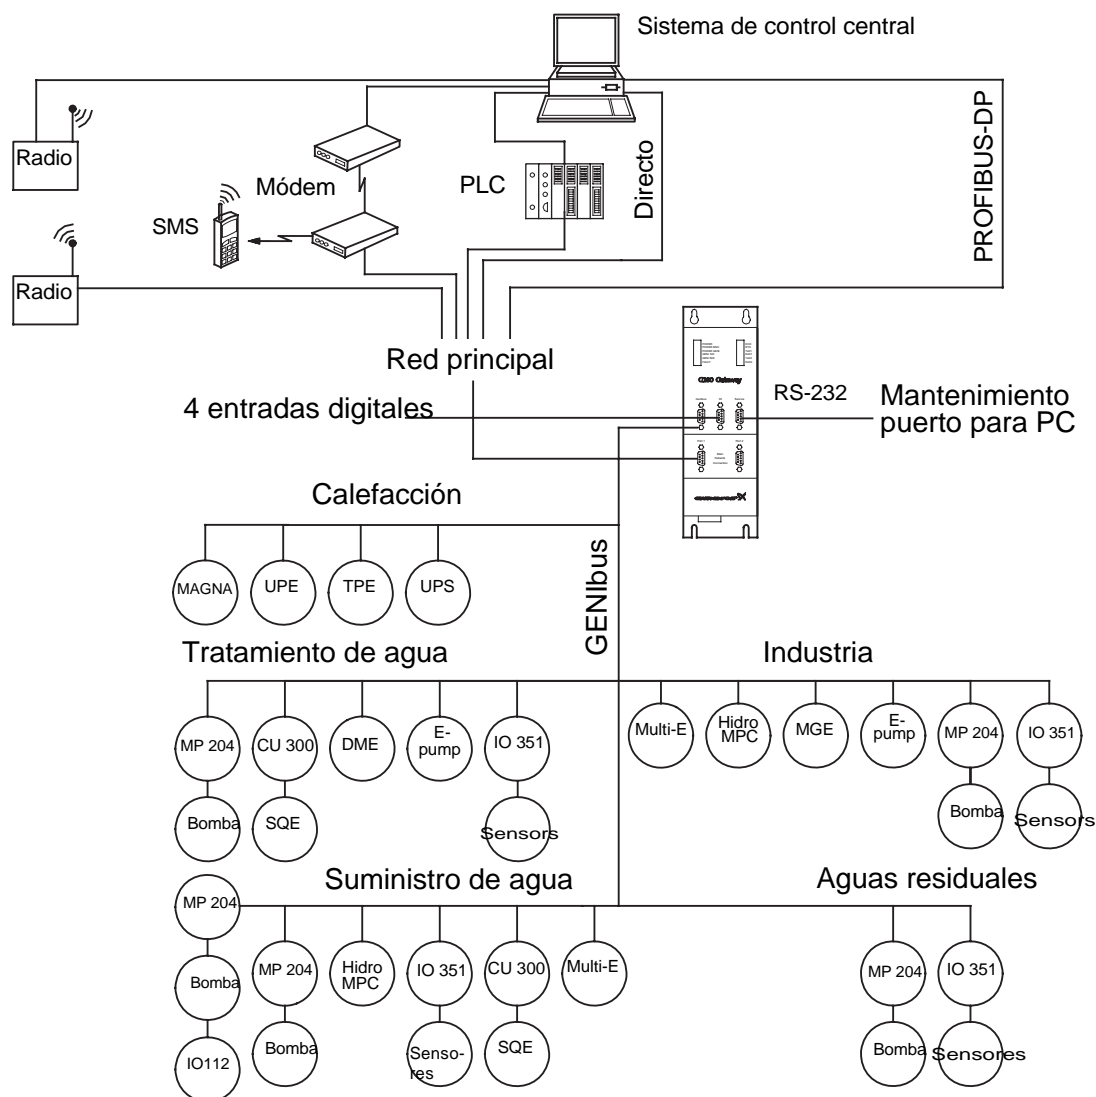 Sistema de control central
Radio
Módem
PLC
Directo
PROFIBUS-DP
SMS
Radio
Red principal
G100 Gateway
4 entradas digitales
RS-232
Mantenimiento
puerto para PC
Calefacción
GENIbus
MAGNA
UPE
TPE
UPS
Tratamiento de agua
Industria
MP 204
CU 300
DME
E-
pump
IO 351
Multi-E
Hidro
MPC
MGE
E-
pump
MP 204
IO 351
Bomba
SQE
Sensors
Bomba
Sensors
Suministro de agua
Aguas residuales
MP 204
Bomba
IO112
MP 204
Hidro
MPC
IO 351
CU 300
Multi-E
MP 204
IO 351
Bomba
Senso-
res
SQE
Bomba
Sensores